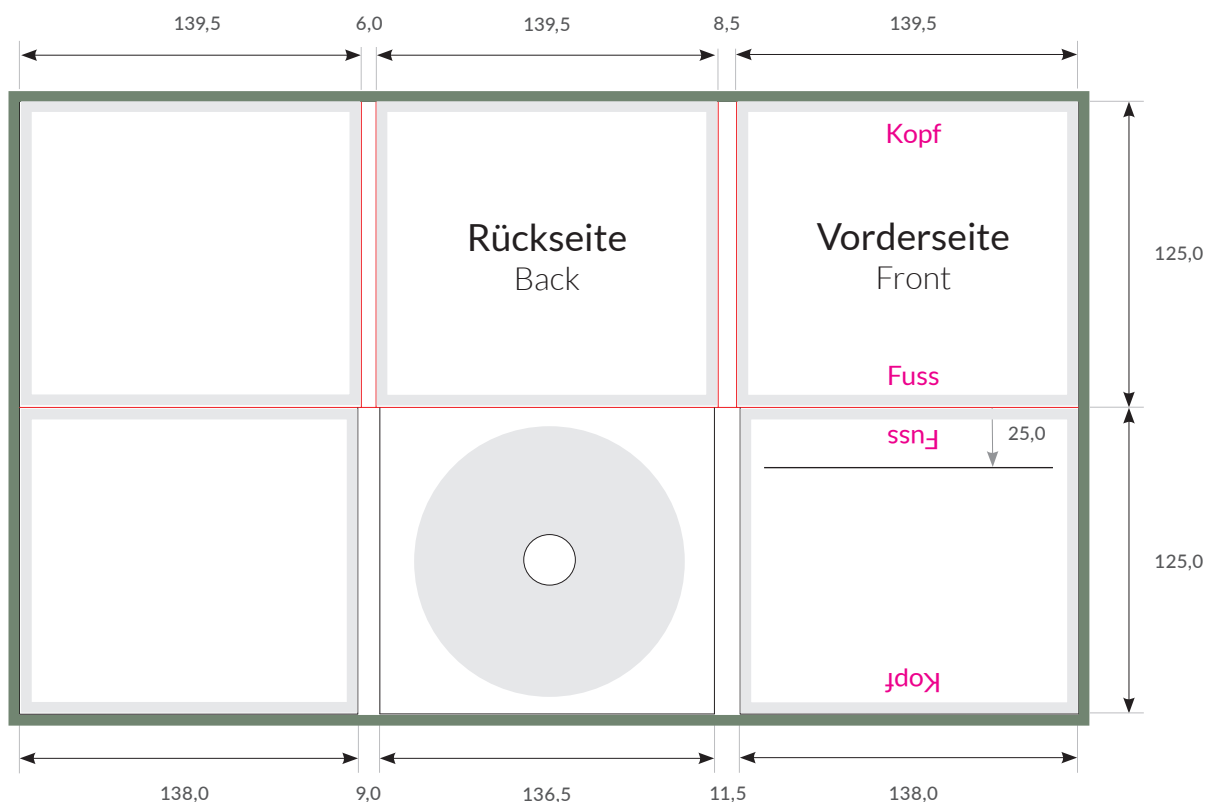 139,5
6,0
139,5
8,5
139,5
Kopf
Rückseite
Back
Vorderseite
Front
125,0
Fuss
Fuss
25,0
125,0
Kopf
138,0
9,0
136,5
11,5
138,0